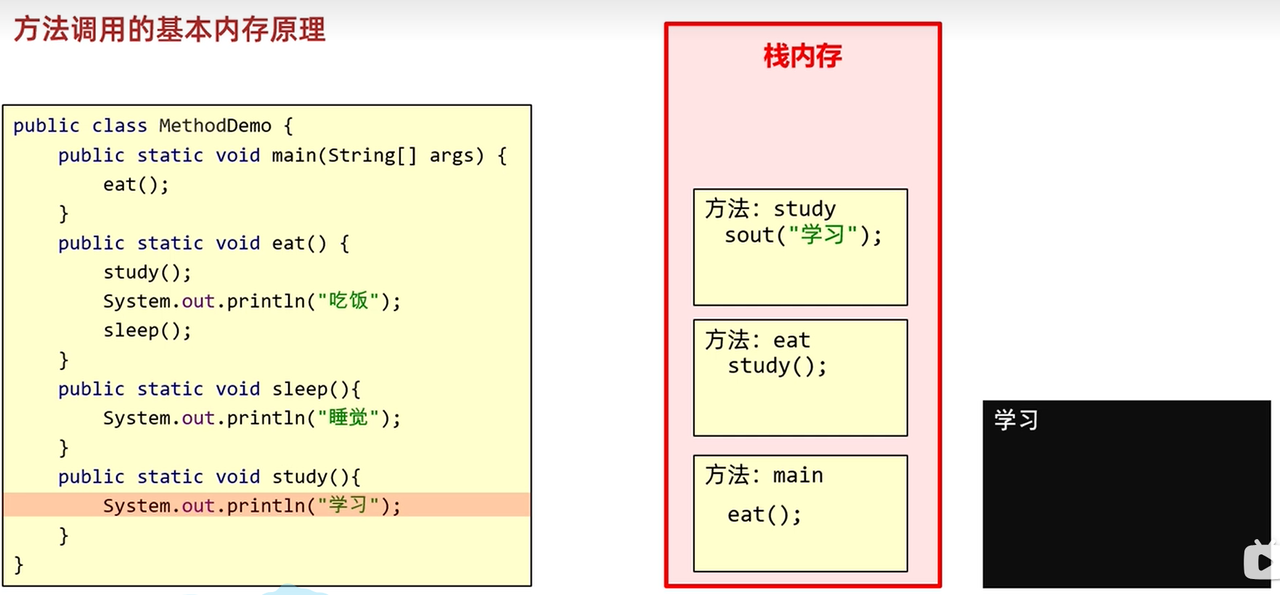 方法调用的基本内存原理
public class MethodDemo {
public static void main(String[] args) {
eat();
}
public static void eat() {
study();
System.out.println("吃饭");
sleep();
}
public static void sleep(){
System.out.println("睡觉");
}
public static void study(){
System.out.println("学习");
}
}
栈内存
方法：study
sout("学习");
方法：eat
study();
方法：main
eat();
学习